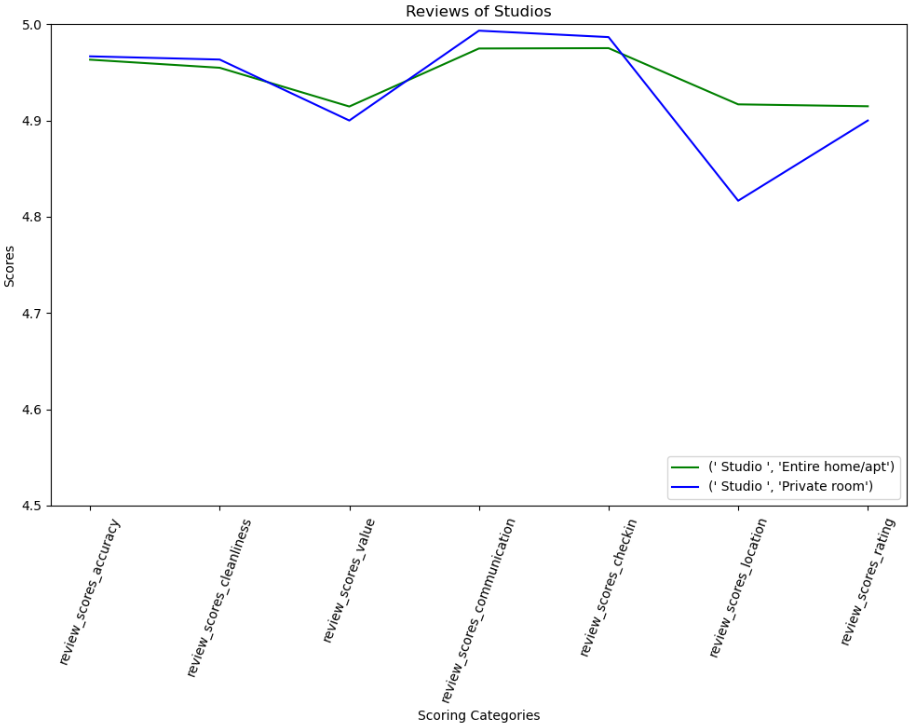 Reviews of Studios
5.0
4.9
4.8
4.7
4.6
4.5
Scores
(' Studio ', 'Entire home/apt')
(' Studio ', 'Private room')
review_scores_accuracy
review_scores_cleanliness
review_scores_value
review_scores_communication
review_scores_checkin
review_scores_location
review_scores_rating
Scoring Categories